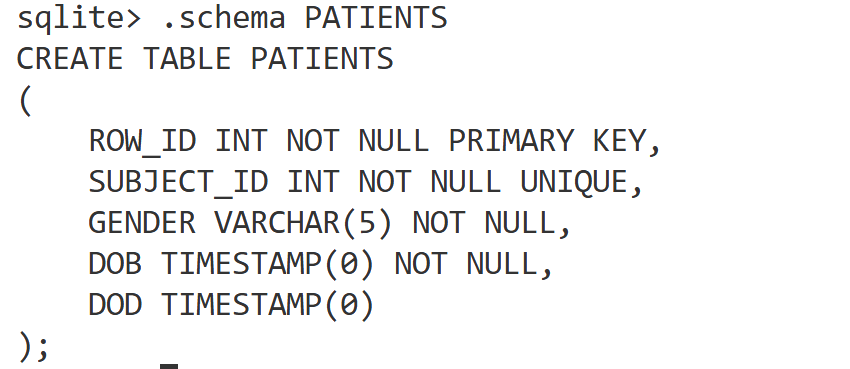 sqlite> .schema PATIENTS
CREATE TABLE PATIENTS
(
    ROW_ID INT NOT NULL PRIMARY KEY,
    SUBJECT_ID INT NOT NULL UNIQUE,
    GENDER VARCHAR(5) NOT NULL,
    DOB TIMESTAMP(0) NOT NULL,
    DOD TIMESTAMP(0)
);